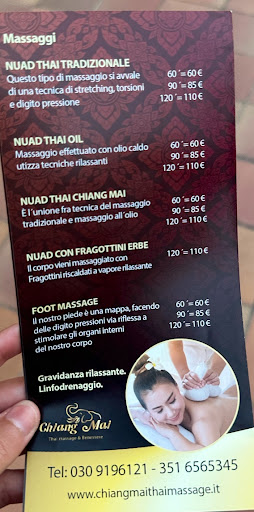 Massaggi
NUAD THAI TRADIZIONALE
Questo tipo di massaggio si avvale
di una tecnica di stretching, torsioni
e digito pressione
60 ´= 60 €
90 ´= 85 €
120 ´= 110 €
NUAD THAI OIL
Massaggio effettuato con olio caldo
utizza tecniche rilassanti
60 ´= 60 €
90 ´= 85 €
120 ´= 110 €
NUAD THAI CHIANG MAI
È l´unione fra tecnica del massaggio
tradizionale e massaggio all´olio
60 ´= 60 €
90 ´= 85 €
120 ´= 110 €
NUAD CON FRAGOTTINI ERBE
Il corpo vieni massaggiato con
Fragottini riscaldati a vapore rilassante
120 ´= 110 €
FOOT MASSAGE
Il nostro piede è una mappa, facendo
delle digito pressioni via riflessa a
stimolare gli organi interni
del nostro corpo
60 ´= 60 €
90 ´= 85 €
120 ´= 110 €
Gravidanza rilassante.
Linfodrenaggio.
Chiang Mai
Thai Massage & Benessere
Tel: 030 9196121 - 351 6565345
www.chiangmaithaimassage.it